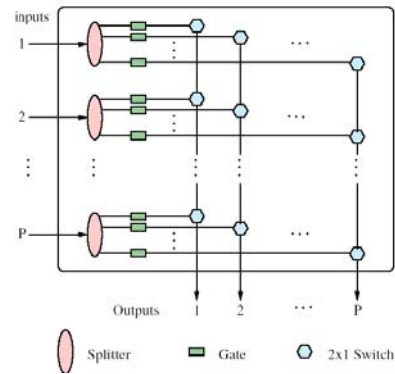 inputs
1
2
P
Outputs 1 2 ... P
Splitter Gate 2x1 Switch